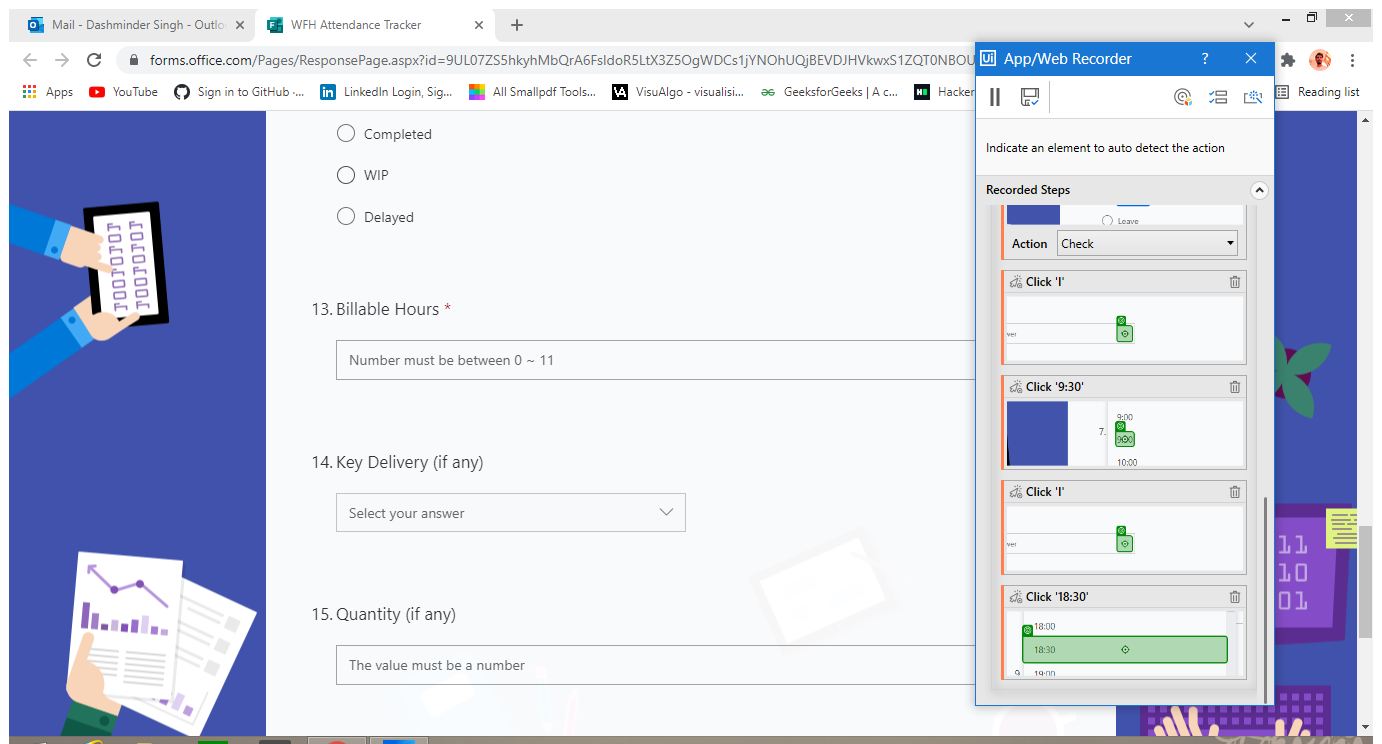 Mail - Dashminder Singh - Outlo
WFH Attendance Tracker
forms.office.com/Pages/ResponsePage.aspx?id=9UL07ZS5hkyhMbQrA6FsIdoR5LtX3Z5OgWDCs1jYNOhUQjBEVDJHVkwxS1ZQT0NBOU
Apps
YouTube
Sign in to GitHub ·...
LinkedIn Login, Sig...
All Smallpdf Tools...
VisuAlgo - visualisi...
GeeksforGeeks | A c...
Hacker
Reading list
Completed
WIP
Delayed
13. Billable Hours *
Number must be between 0 ~ 11
14. Key Delivery (if any)
Select your answer
15. Quantity (if any)
The value must be a number
Ui App/Web Recorder ?
Indicate an element to auto detect the action
Recorded Steps
Leave
Action Check
Click 'I'
ver
Click '9:30'
9:00
7.
10:00
Click 'I'
ver
Click '18:30'
18:00
18:30
9 19:00
11
10
01